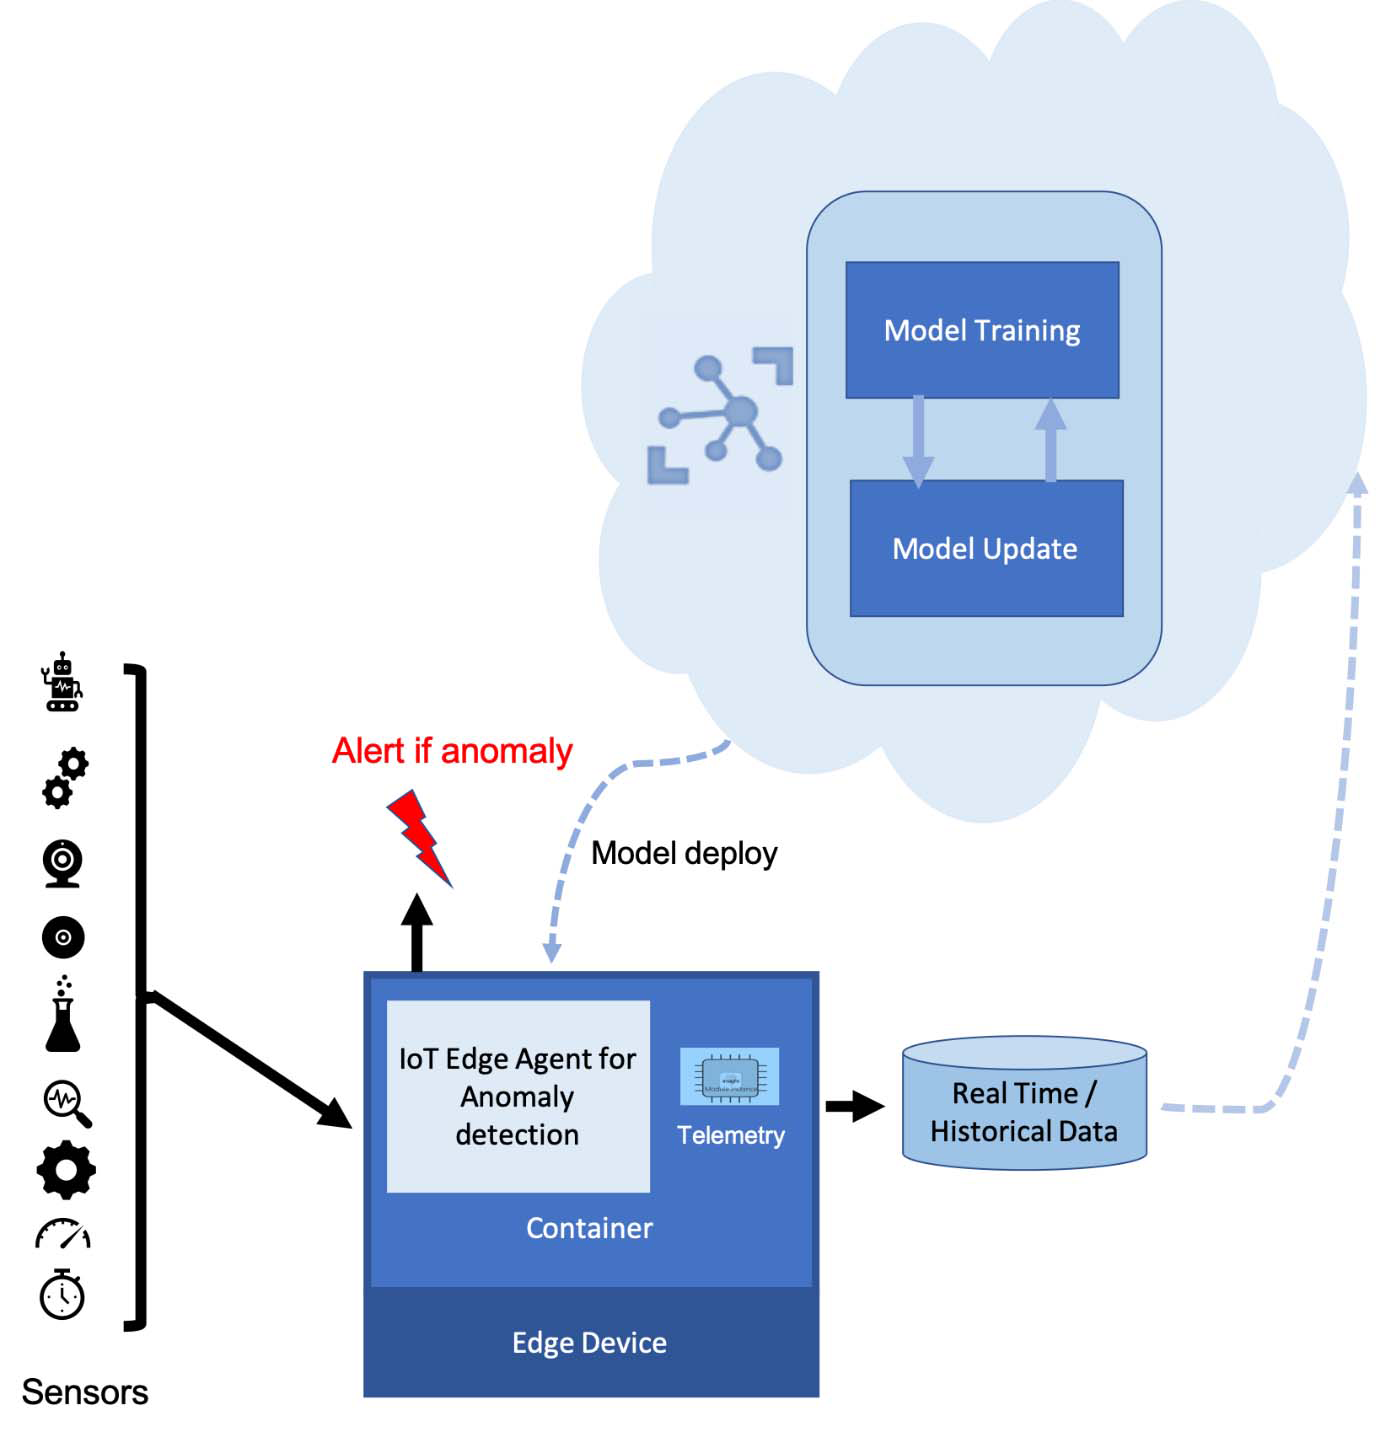 Model Training
Model Update
Alert if anomaly
Model deploy
IoT Edge Agent for
Anomaly
detection
Telemetry
Container
Edge Device
Real Time /
Historical Data
Sensors